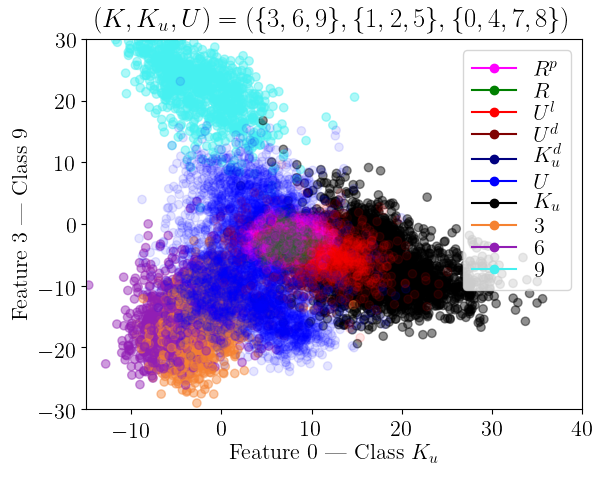 (K, K_u, U) = ({3, 6, 9}, {1, 2, 5}, {0, 4, 7, 8})
30
20
10
0
−10
−20
−30
Feature 3 — Class 9
−10
0
10
20
30
40
Feature 0 — Class K_u
R^p
R
U^l
U^d
K_u^d
U
K_u
3
6
9